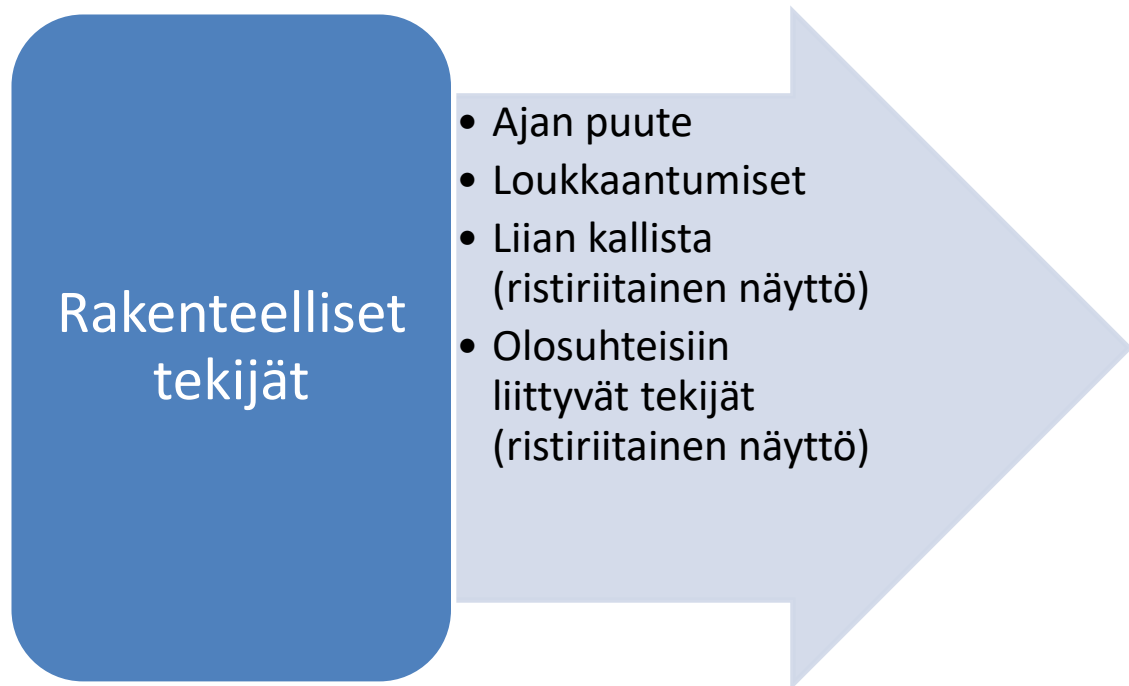 Rakenteelliset
tekijät
• Ajan puute
• Loukkaantumiset
• Liian kallista
(ristiriitainen näyttö)
• Olosuhteisiin
liittyvät tekijät
(ristiriitainen näyttö)